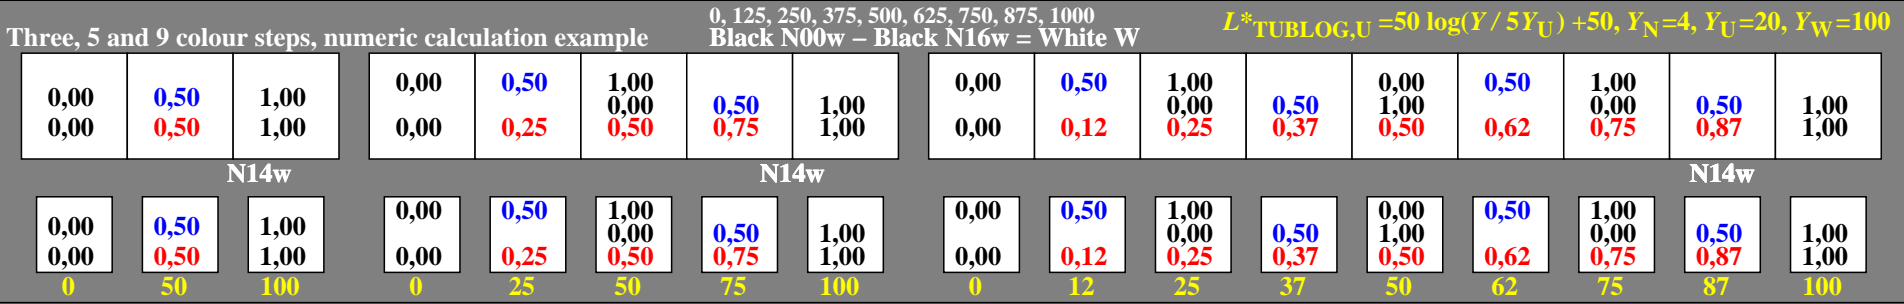 0, 125, 250, 375, 500, 625, 750, 875, 1000
Three, 5 and 9 colour steps, numeric calculation example Black N00w – Black N16w = White W L*TUBLOG,U =50 log(Y / 5YU) +50, YN=4, YU=20, YW=100
0,00 0,50 1,00 0,00 0,50 1,00 0,00 0,50 1,00
0,00 0,50 1,00 0,00 0,50 1,00 0,00 0,50 1,00 0,50 1,00
0,00 0,50 1,00 0,00 0,25 0,50 0,75 1,00 0,00 0,12 0,25 0,37 0,50 0,62 0,75 0,87 1,00
N14w N14w N14w
0,00 0,50 1,00 0,00 0,50 1,00 0,00 0,50 1,00
0,00 0,50 1,00 0,00 0,50 1,00 0,00 0,50 1,00 0,00 0,50 1,00
0,00 0,50 1,00 0,00 0,25 0,50 0,75 1,00 0,00 0,12 0,25 0,37 0,50 0,62 0,75 0,87 1,00
0 50 100 0 25 50 75 100 0 12 25 37 50 62 75 87 100